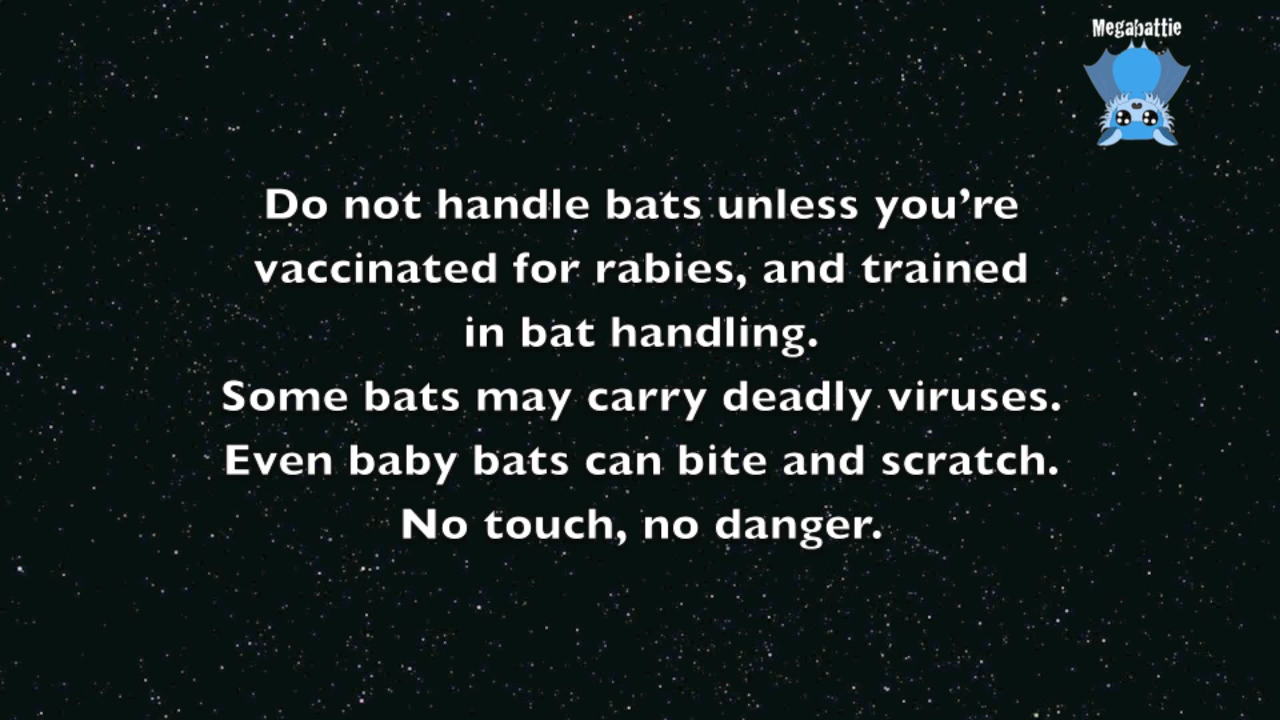 Megabattie
Do not handle bats unless you’re
vaccinated for rabies, and trained
in bat handling.
Some bats may carry deadly viruses.
Even baby bats can bite and scratch.
No touch, no danger.